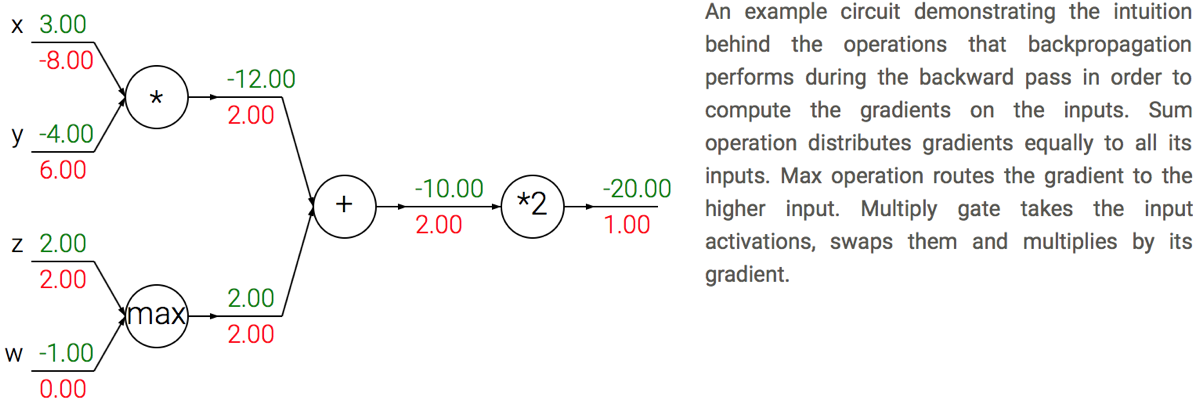 x 3.00
-8.00
*
-12.00
2.00
y -4.00
6.00
+
-10.00
2.00
*2
-20.00
1.00
z 2.00
2.00
max
2.00
2.00
w -1.00
0.00
An example circuit demonstrating the intuition
behind the operations that backpropagation
performs during the backward pass in order to
compute the gradients on the inputs. Sum
operation distributes gradients equally to all its
inputs. Max operation routes the gradient to the
higher input. Multiply gate takes the input
activations, swaps them and multiplies by its
gradient.